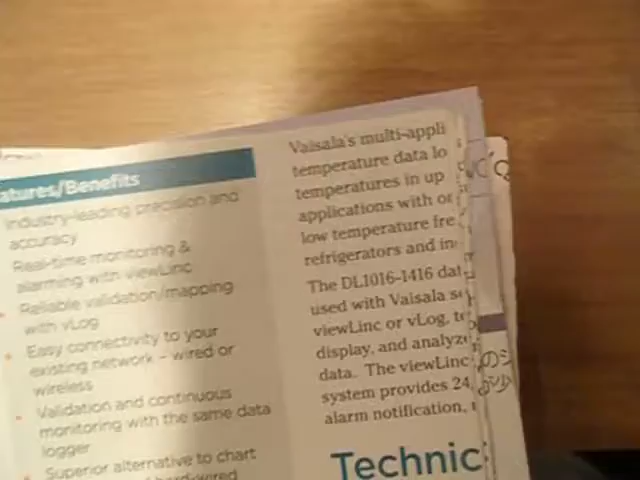 atures/Benefits
Industry-leading precision and
accuracy
Real-time monitoring &
alarming with viewLinc
Reliable validation/mapping
with vLog
Easy connectivity to your
existing network – wired or
wireless
Validation and continuous
monitoring with the same data
logger
Superior alternative to chart
Vaisala's multi-appli
temperature data lo
temperatures in up
applications with or
low temperature fre
refrigerators and in
The DL1016-1416 dat
used with Vaisala s
viewLinc or vLog, t
display, and analyz
data. The viewLinc
system provides 24
alarm notification,
Technic